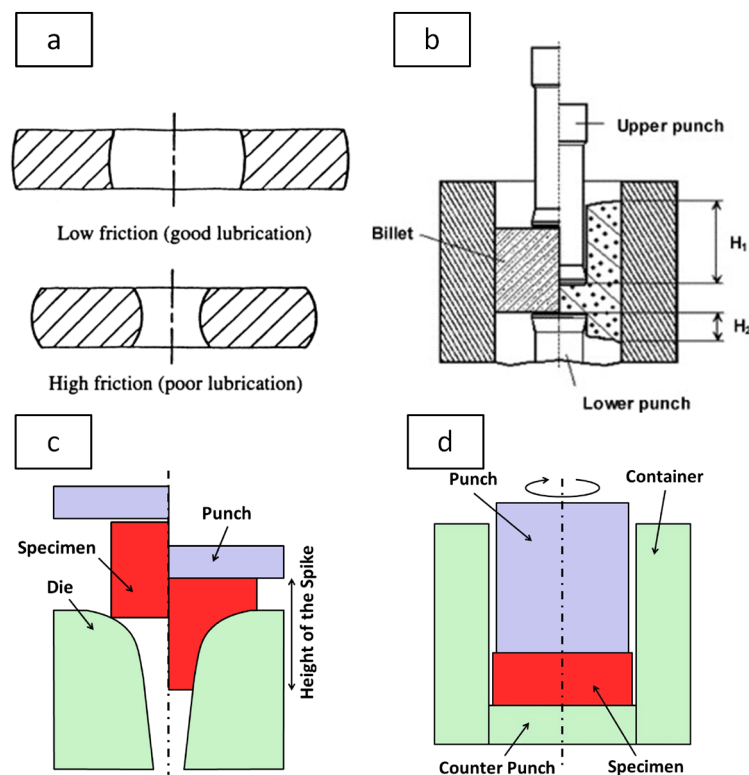 a
Low friction (good lubrication)
High friction (poor lubrication)
b
Upper punch
Billet
H1
H2
Lower punch
c
Punch
Specimen
Die
Height of the Spike
d
Punch
Container
Counter Punch
Specimen